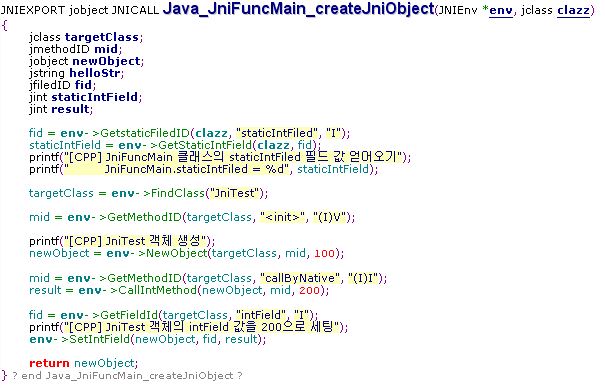 JNIEXPORT jobject JNICALL Java_JniFuncMain_createJniObject(JNIEnv *env, jclass clazz)
{
jclass targetClass;
jmethodID mid;
jobject newObject;
jstring helloStr;
jfiledID fid;
jint staticIntField;
jint result;
fid = env->GetstaticFiledID(clazz, "staticIntFiled", "I");
staticIntField = env->GetStaticIntField(clazz, fid);
printf("[CPP] JniFuncMain 클래스의 staticIntFiled 필드 값 얻어오기");
printf("        JniFuncMain.staticIntFiled = %d", staticIntField);
targetClass = env->FindClass("JniTest");
mid = env->GetMethodID(targetClass, "<init>", "(I)V");
printf("[CPP] JniTest 객체 생성");
newObject = env->NewObject(targetClass, mid, 100);
mid = env->GetMethodID(targetClass, "callByNative", "(I)I");
result = env->CallIntMethod(newObject, mid, 200);
fid = env->GetFieldId(targetClass, "intField", "I");
printf("[CPP] JniTest 객체의 intField 값을 200으로 세팅");
env->SetIntField(newObject, fid, result);
return newObject;
} ? end Java_JniFuncMain_createJniObject ?